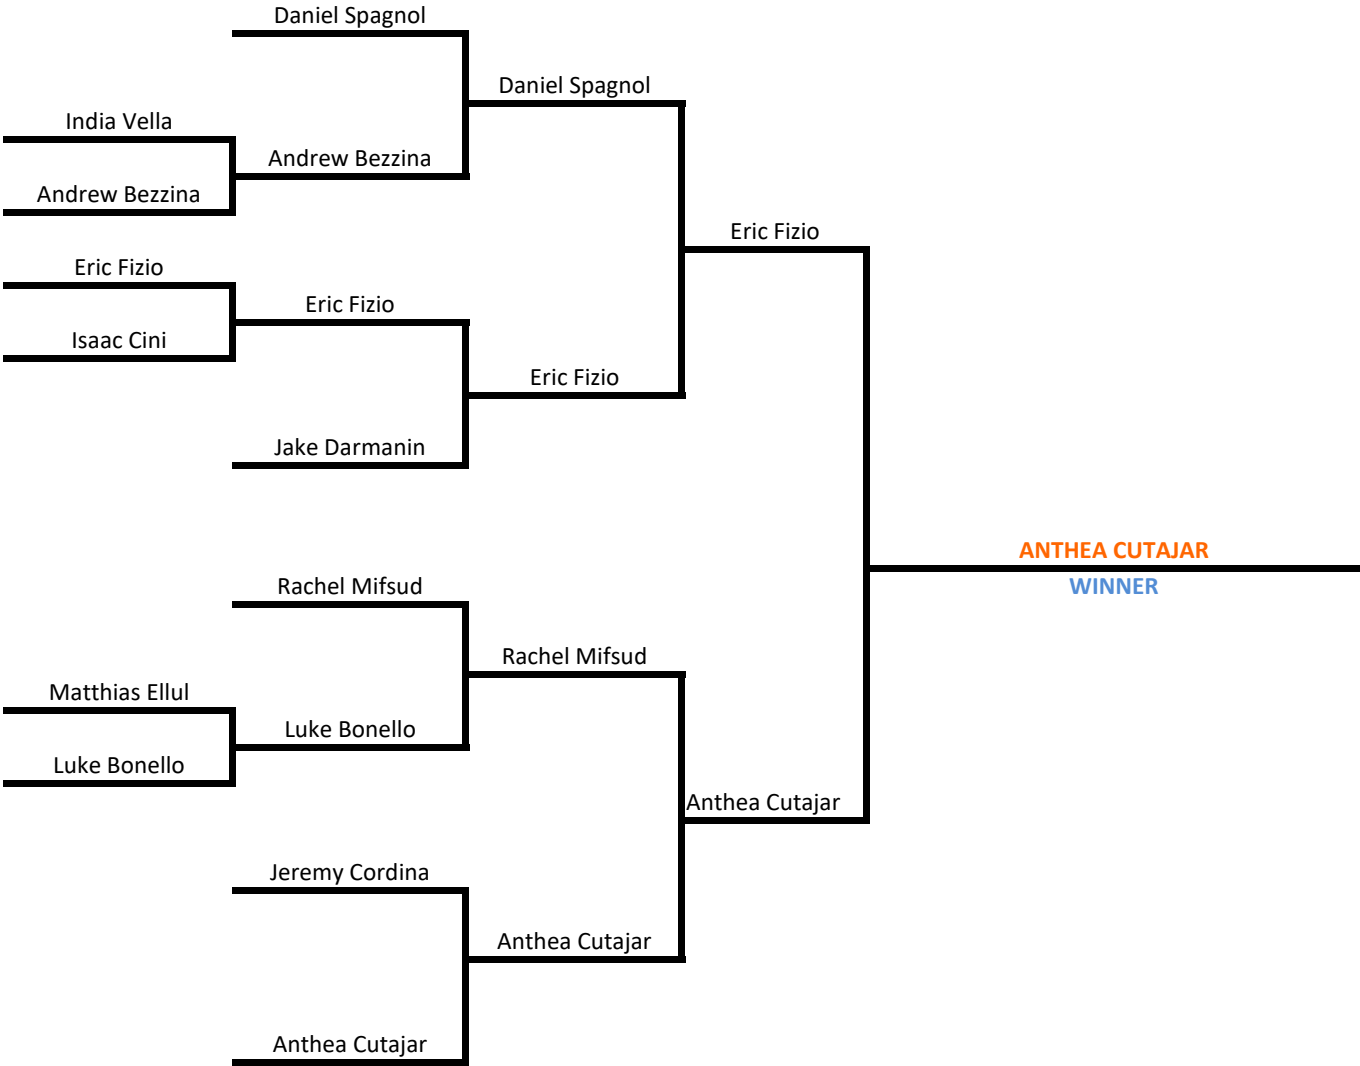 Daniel Spagnol
Daniel Spagnol
India Vella
Andrew Bezzina
Andrew Bezzina
Eric Fizio
Eric Fizio
Eric Fizio
Isaac Cini
Eric Fizio
Jake Darmanin
ANTHEA CUTAJAR
WINNER
Rachel Mifsud
Rachel Mifsud
Matthias Ellul
Luke Bonello
Luke Bonello
Anthea Cutajar
Jeremy Cordina
Anthea Cutajar
Anthea Cutajar